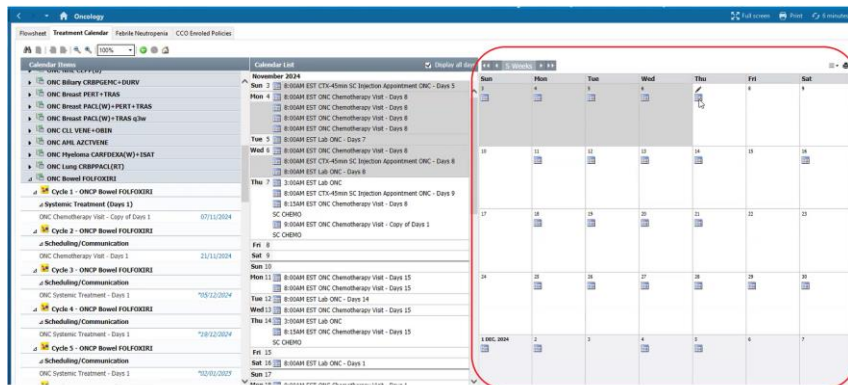 Oncology
Full screen Print 6 minutes
Flowsheet Treatment Calendar Febrile Neutropenia CCO Enroled Policies
100%
Calendar Items
ONC Biliary CRBPGEMC+DURV
ONC Breast PERT+TRAS
ONC Breast PACL(W)+PERT+TRAS
ONC Breast PACL(W)+TRAS q3w
ONC CLL VENE+OBIN
ONC AML AZCTVENE
ONC Myeloma CARFDEXA(W)+ISAT
ONC Lung CRBPPACL(RT)
ONC Bowel FOLFOXIRI
Cycle 1 - ONCP Bowel FOLFOXIRI
Systemic Treatment (Days 1)
ONC Chemotherapy Visit - Copy of Days 1 07/11/2024
Cycle 2 - ONCP Bowel FOLFOXIRI
Scheduling/Communication
ONC Chemotherapy Visit - Days 1 21/11/2024
Cycle 3 - ONCP Bowel FOLFOXIRI
Scheduling/Communication
ONC Systemic Treatment - Days 1 *05/12/2024
Cycle 4 - ONCP Bowel FOLFOXIRI
Scheduling/Communication
ONC Systemic Treatment - Days 1 *18/12/2024
Cycle 5 - ONCP Bowel FOLFOXIRI
Scheduling/Communication
ONC Systemic Treatment - Days 1 *02/01/2025
Calendar List Display all days
November 2024
Sun 3 8:00AM EST CTX-45min SC Injection Appointment ONC - Days 5
Mon 4 8:00AM EST ONC Chemotherapy Visit - Days 8
8:00AM EST ONC Chemotherapy Visit - Days 8
8:00AM EST ONC Chemotherapy Visit - Days 8
8:00AM EST ONC Chemotherapy Visit - Days 8
Tue 5 8:00AM EST Lab ONC - Days 7
Wed 6 8:00AM EST ONC Chemotherapy Visit - Days 8
8:00AM EST CTX-45min SC Injection Appointment ONC - Days 8
8:00AM EST Lab ONC - Days 8
Thu 7 3:00AM EST Lab ONC
8:00AM EST CTX-45min SC Injection Appointment ONC - Days 9
8:15AM EST ONC Chemotherapy Visit - Days 8
SC CHEMO
9:00AM EST ONC Chemotherapy Visit - Copy of Days 1
SC CHEMO
Fri 8
Sat 9
Sun 10
Mon 11 8:00AM EST ONC Chemotherapy Visit - Days 15
8:00AM EST ONC Chemotherapy Visit - Days 15
Tue 12 8:00AM EST Lab ONC - Days 14
Wed 13 8:00AM EST ONC Chemotherapy Visit - Days 15
Thu 14 3:00AM EST Lab ONC
8:15AM EST ONC Chemotherapy Visit - Days 15
SC CHEMO
Fri 15
Sat 16 8:00AM EST Lab ONC - Days 1
Sun 17
5 Weeks
Sun Mon Tue Wed Thu Fri Sat
3 4 5 6 8 9
10 11 12 13 14 15 16
17 18 19 20 21 22 23
24 25 26 27 28 29 30
1 DEC. 2024 2 3 4 5 6 7